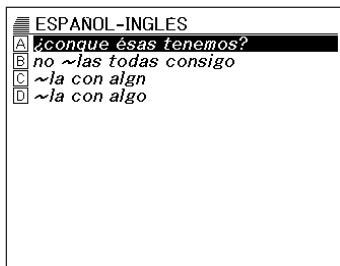 ESPAÑOL-INGLES
A ¿conque ésas tenemos?
B no ~las todas consigo
C ~la con algn
D ~la con algo